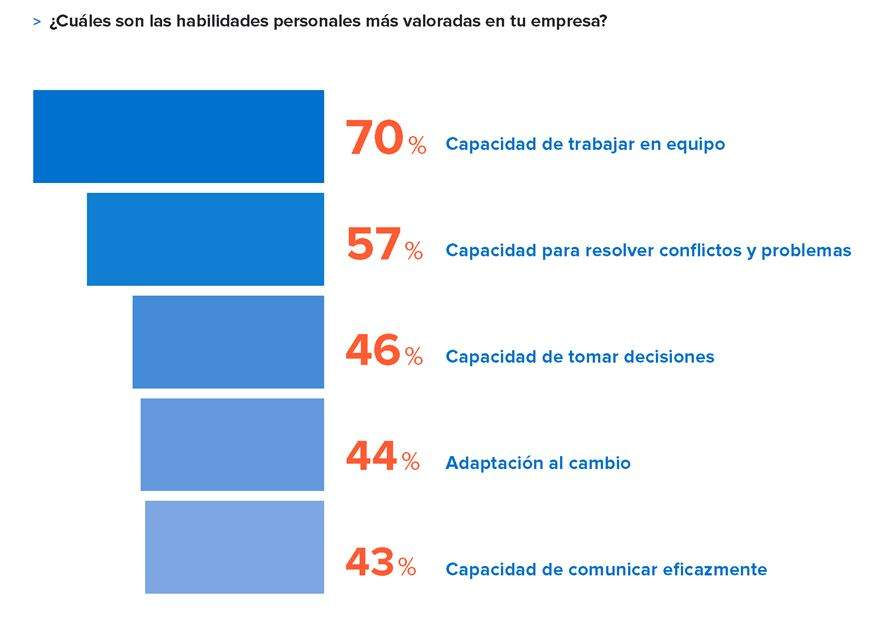 > ¿Cuáles son las habilidades personales más valoradas en tu empresa?
70% Capacidad de trabajar en equipo
57% Capacidad para resolver conflictos y problemas
46% Capacidad de tomar decisiones
44% Adaptación al cambio
43% Capacidad de comunicar eficazmente